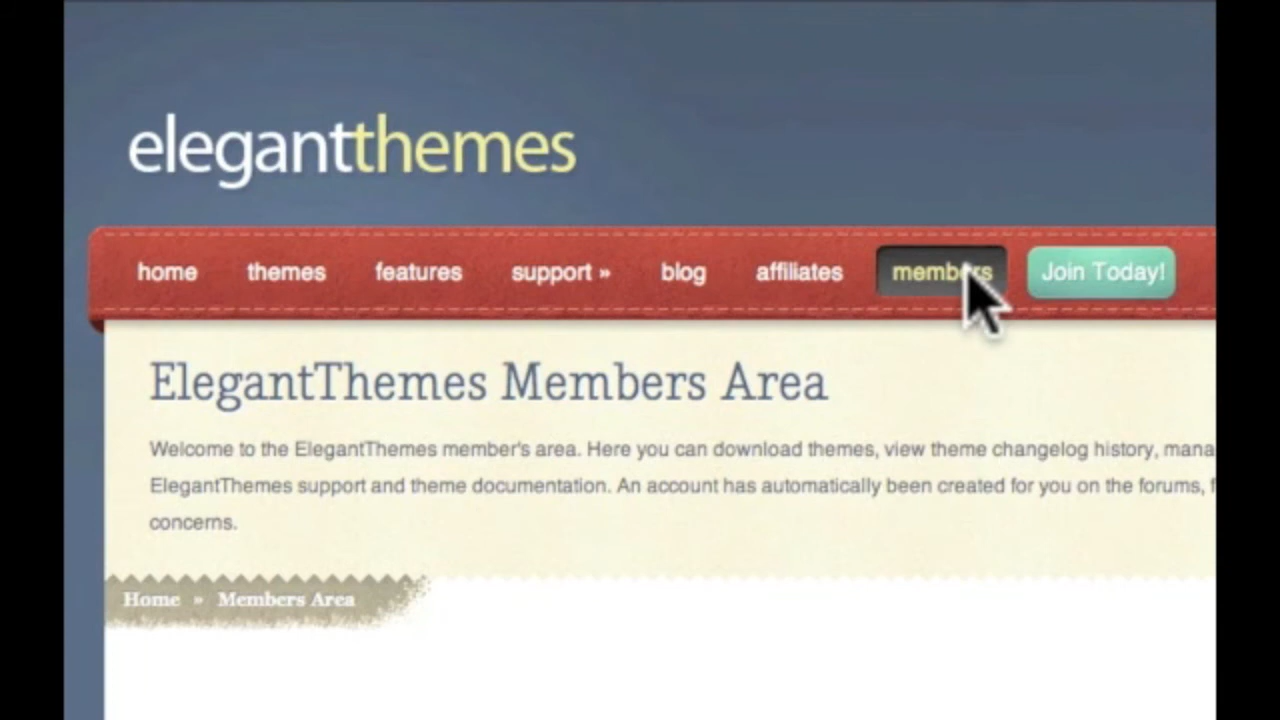 elegantthemes
home themes features support » blog affiliates members Join Today!
ElegantThemes Members Area
Welcome to the ElegantThemes member's area. Here you can download themes, view theme changelog history, mana
ElegantThemes support and theme documentation. An account has automatically been created for you on the forums, f
concerns.
Home » Members Area